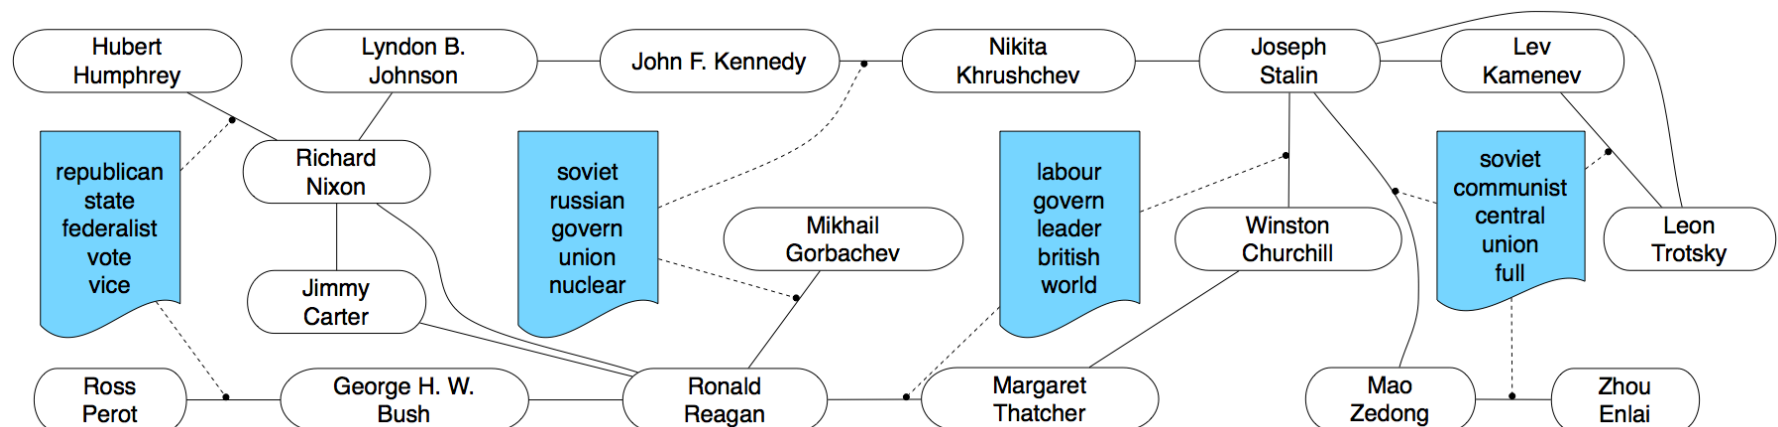 Hubert
Humphrey
Lyndon B.
Johnson
John F. Kennedy
Nikita
Khrushchev
Joseph
Stalin
Lev
Kamenev
republican
state
federalist
vote
vice
Richard
Nixon
soviet
russian
govern
union
nuclear
Mikhail
Gorbachev
labour
govern
leader
british
world
Winston
Churchill
soviet
communist
central
union
full
Leon
Trotsky
Jimmy
Carter
Ross
Perot
George H. W.
Bush
Ronald
Reagan
Margaret
Thatcher
Mao
Zedong
Zhou
Enlai